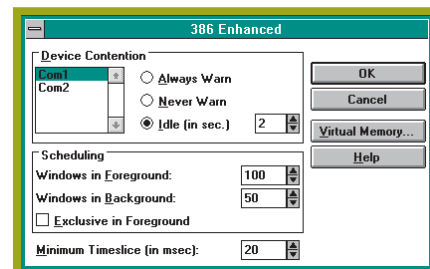 386 Enhanced
Device Contention
Com1
Com2
Always Warn
Never Warn
Idle (in sec.) 2
OK
Cancel
Virtual Memory...
Help
Scheduling
Windows in Foreground: 100
Windows in Background: 50
Exclusive in Foreground
Minimum Timeslice (in msec): 20